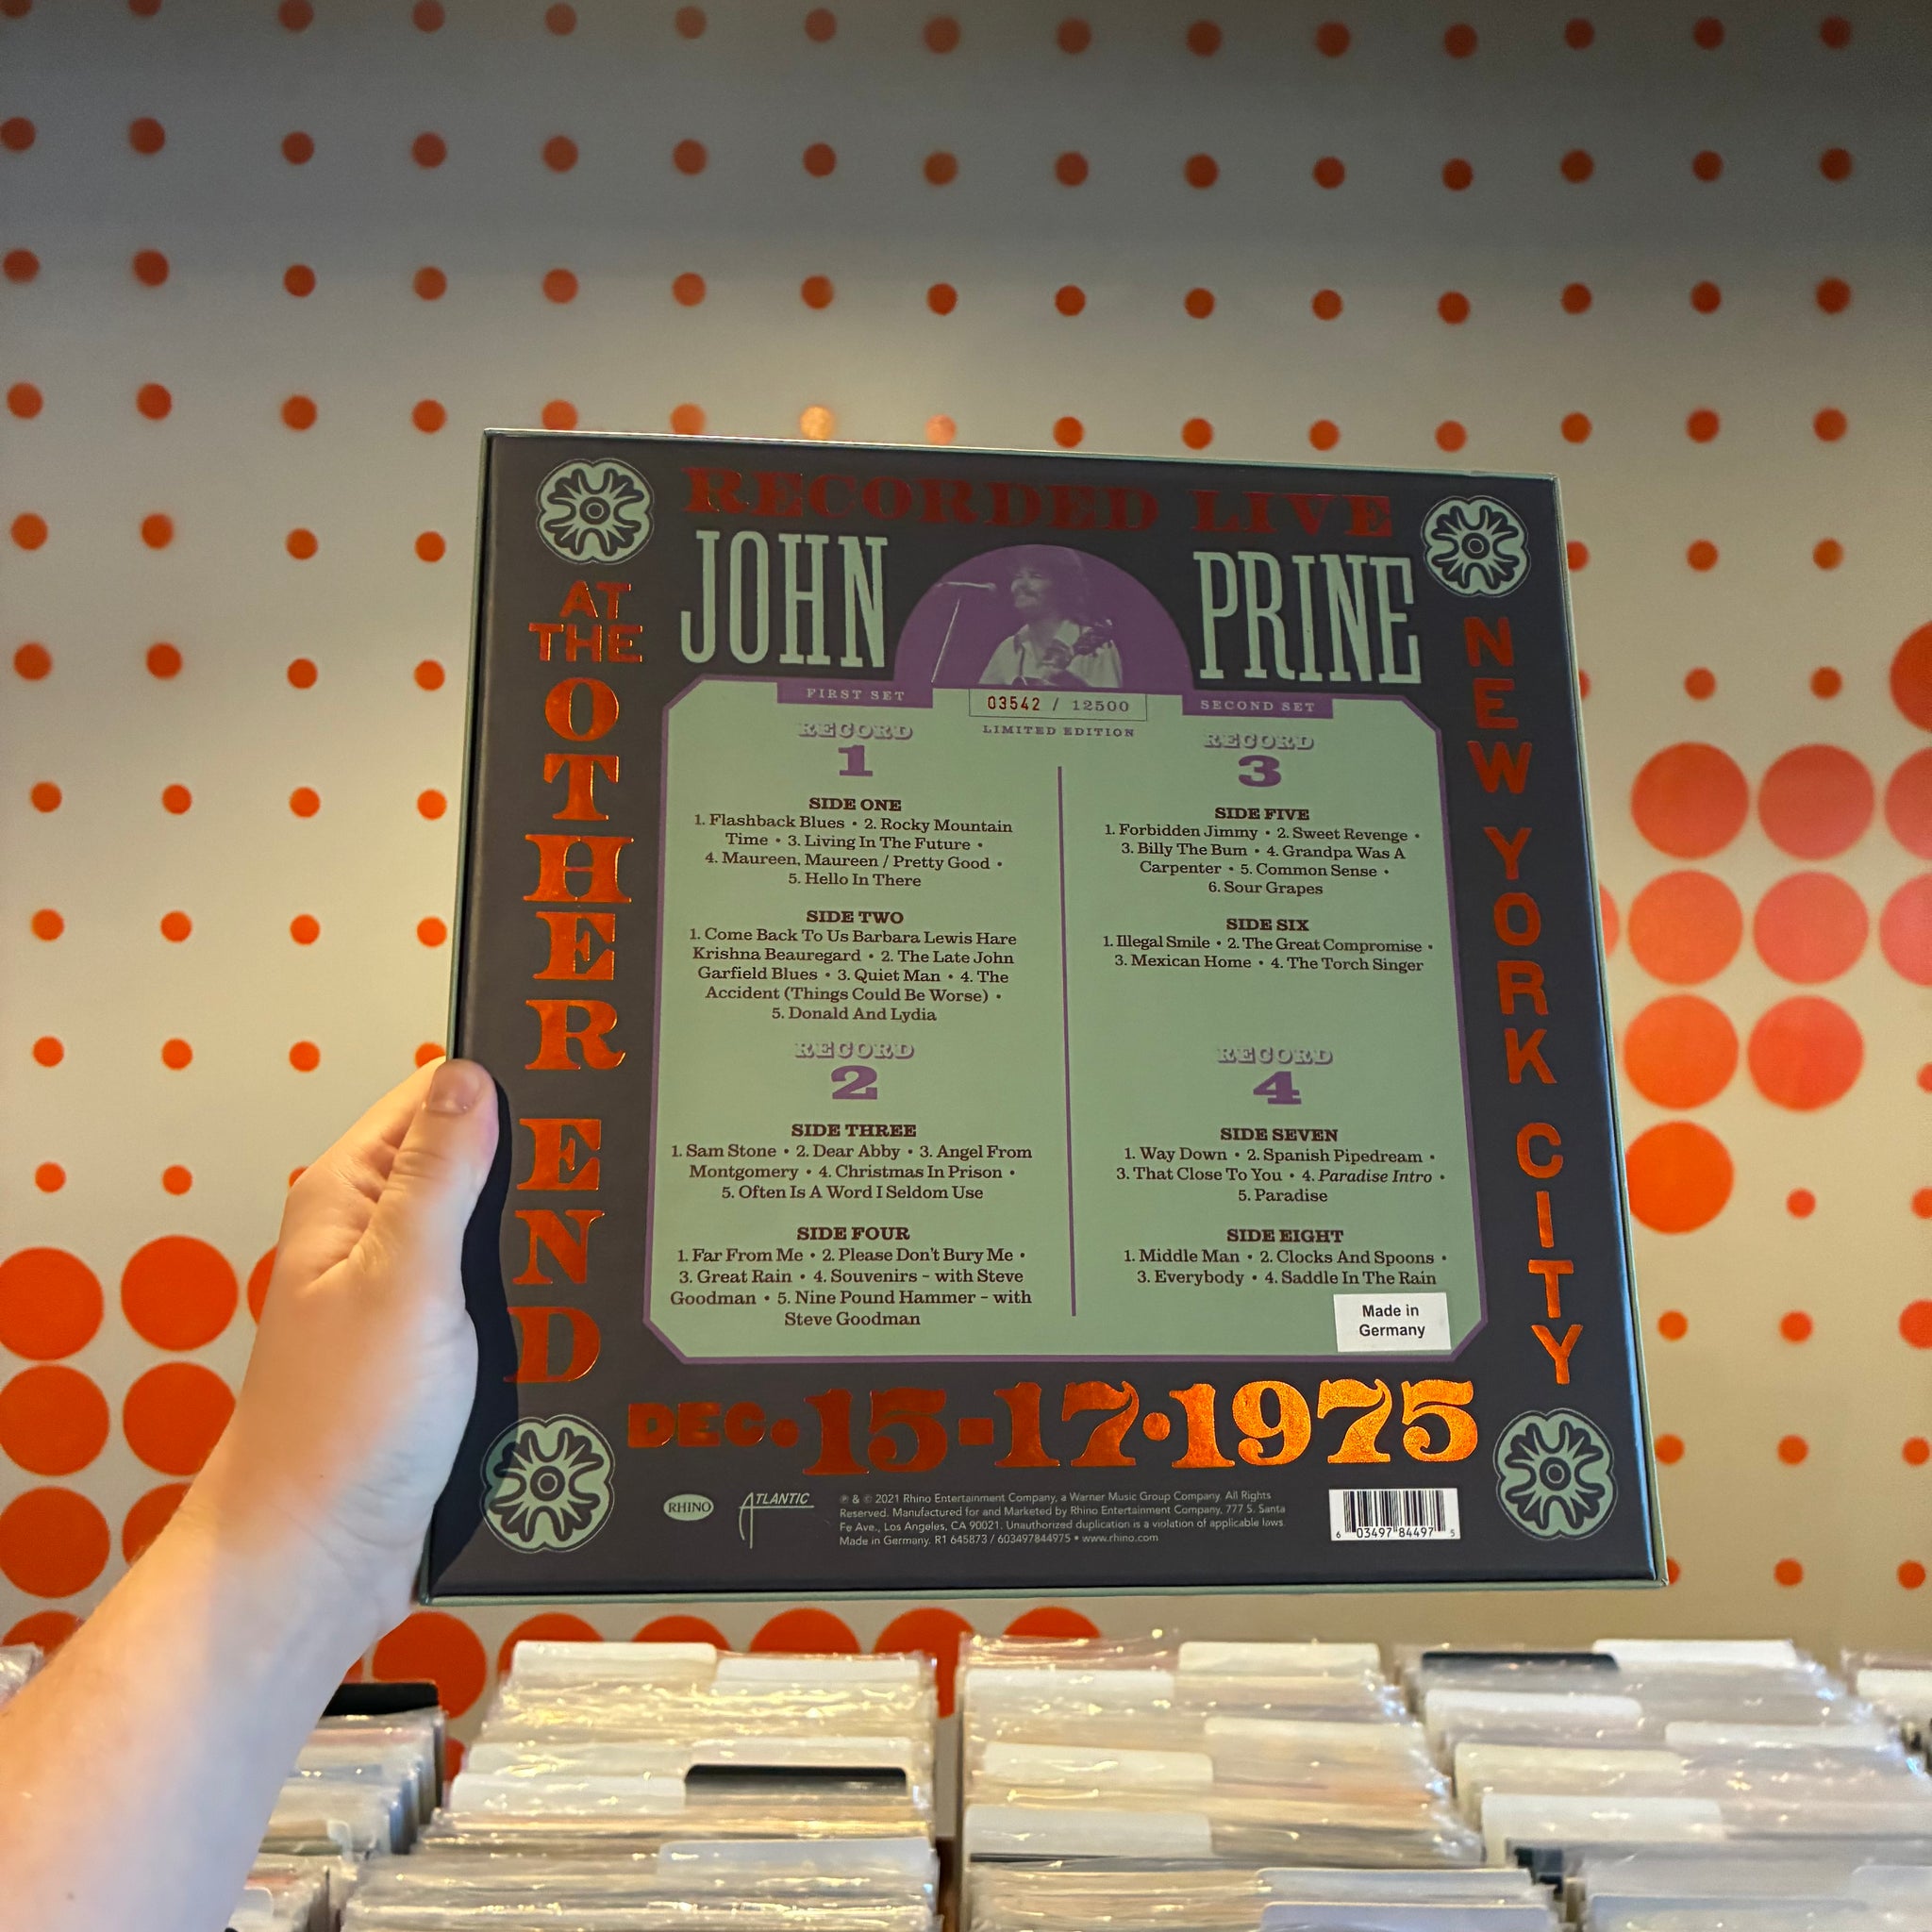 RECORDED LIVE
JOHN PRINE
AT
THE
OTHER
END
NEW
YORK
CITY
FIRST SET
03542 / 12500
LIMITED EDITION
SECOND SET
RECORD
1
SIDE ONE
1. Flashback Blues • 2. Rocky Mountain
Time • 3. Living In The Future •
4. Maureen, Maureen / Pretty Good •
5. Hello In There
SIDE TWO
1. Come Back To Us Barbara Lewis Hare
Krishna Beauregard • 2. The Late John
Garfield Blues • 3. Quiet Man • 4. The
Accident (Things Could Be Worse) •
5. Donald And Lydia
RECORD
2
SIDE THREE
1. Sam Stone • 2. Dear Abby • 3. Angel From
Montgomery • 4. Christmas In Prison •
5. Often Is A Word I Seldom Use
SIDE FOUR
1. Far From Me • 2. Please Don't Bury Me •
3. Great Rain • 4. Souvenirs – with Steve
Goodman • 5. Nine Pound Hammer – with
Steve Goodman
RECORD
3
SIDE FIVE
1. Forbidden Jimmy • 2. Sweet Revenge •
3. Billy The Bum • 4. Grandpa Was A
Carpenter • 5. Common Sense •
6. Sour Grapes
SIDE SIX
1. Illegal Smile • 2. The Great Compromise •
3. Mexican Home • 4. The Torch Singer
RECORD
4
SIDE SEVEN
1. Way Down • 2. Spanish Pipedream •
3. That Close To You • 4. Paradise Intro •
5. Paradise
SIDE EIGHT
1. Middle Man • 2. Clocks And Spoons •
3. Everybody • 4. Saddle In The Rain
Made in
Germany
DEC•15-17•1975
RHINO
ATLANTIC
℗ & © 2021 Rhino Entertainment Company, a Warner Music Group Company. All Rights
Reserved. Manufactured for and Marketed by Rhino Entertainment Company, 777 S. Santa
Fe Ave., Los Angeles, CA 90021. Unauthorized duplication is a violation of applicable laws.
Made in Germany. R1 645873 / 603497844975 • www.rhino.com
6 03497 84497 5